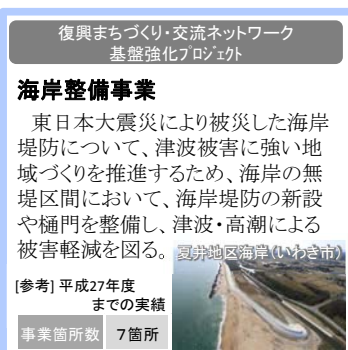 復興まちづくり・交流ネットワーク
基盤強化プロジェクト
海岸整備事業
東日本大震災により被災した海岸
堤防について、津波被害に強い地
域づくりを推進するため、海岸の無
堤区間において、海岸堤防の新設
や樋門を整備し、津波・高潮による
被害軽減を図る。
夏井地区海岸(いわき市)
[参考] 平成27年度
までの実績
事業箇所数 7箇所